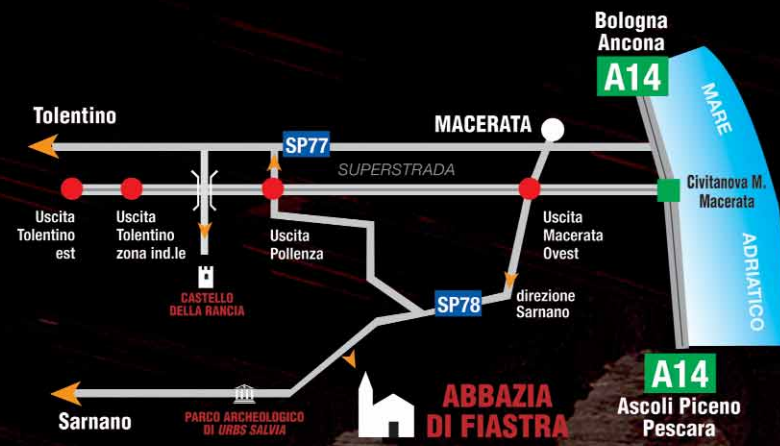 Bologna
Ancona
A14
MARE
ADRIATICO
Tolentino
MACERATA
SP77
SUPERSTRADA
Civitanova M.
Macerata
Uscita
Tolentino
est
Uscita
Tolentino
zona ind.le
Uscita
Pollenza
Uscita
Macerata
Ovest
CASTELLO
DELLA RANCIA
SP78
direzione
Sarnano
A14
Ascoli Piceno
Pescara
ABBAZIA
DI FIASTRA
Sarnano
PARCO ARCHEOLOGICO
DI URBS SALVIA